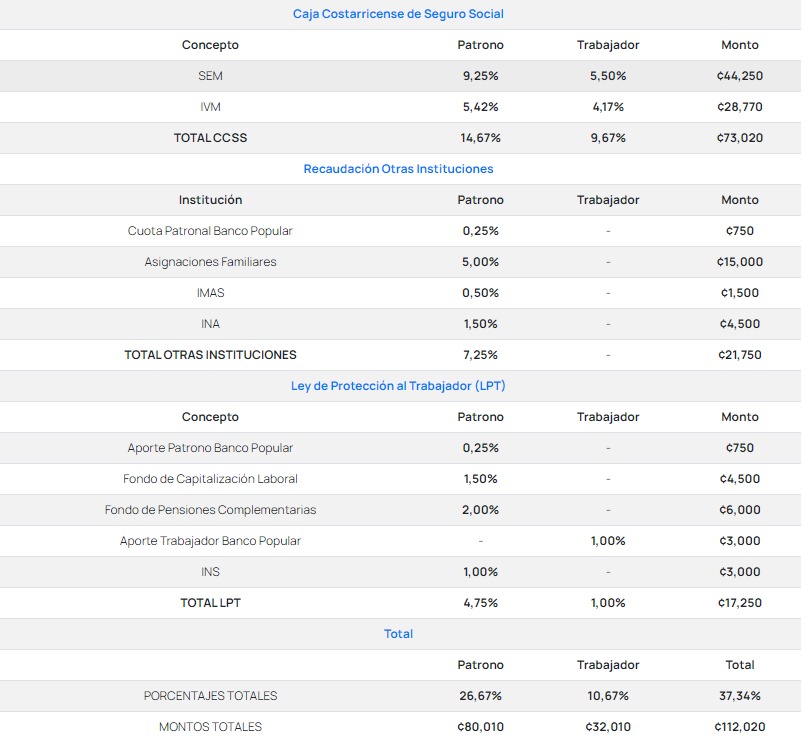 Caja Costarricense de Seguro Social
Concepto Patrono Trabajador Monto
SEM 9,25% 5,50% ¢44,250
IVM 5,42% 4,17% ¢28,770
TOTAL CCSS 14,67% 9,67% ¢73,020
Recaudación Otras Instituciones
Institución Patrono Trabajador Monto
Cuota Patronal Banco Popular 0,25% - ¢750
Asignaciones Familiares 5,00% - ¢15,000
IMAS 0,50% - ¢1,500
INA 1,50% - ¢4,500
TOTAL OTRAS INSTITUCIONES 7,25% - ¢21,750
Ley de Protección al Trabajador (LPT)
Concepto Patrono Trabajador Monto
Aporte Patrono Banco Popular 0,25% - ¢750
Fondo de Capitalización Laboral 1,50% - ¢4,500
Fondo de Pensiones Complementarias 2,00% - ¢6,000
Aporte Trabajador Banco Popular - 1,00% ¢3,000
INS 1,00% - ¢3,000
TOTAL LPT 4,75% 1,00% ¢17,250
Total
Patrono Trabajador Total
PORCENTAJES TOTALES 26,67% 10,67% 37,34%
MONTOS TOTALES ¢80,010 ¢32,010 ¢112,020